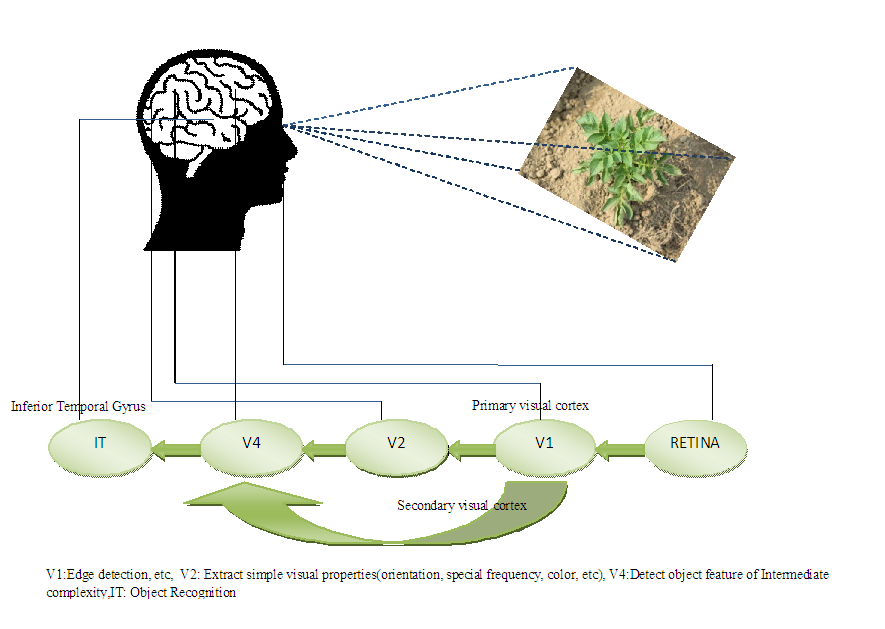 Inferior Temporal Gyrus
Primary visual cortex
IT
V4
V2
V1
RETINA
Secondary visual cortex
V1:Edge detection, etc, V2: Extract simple visual properties(orientation, special frequency, color, etc), V4:Detect object feature of Intermediate
complexity,IT: Object Recognition